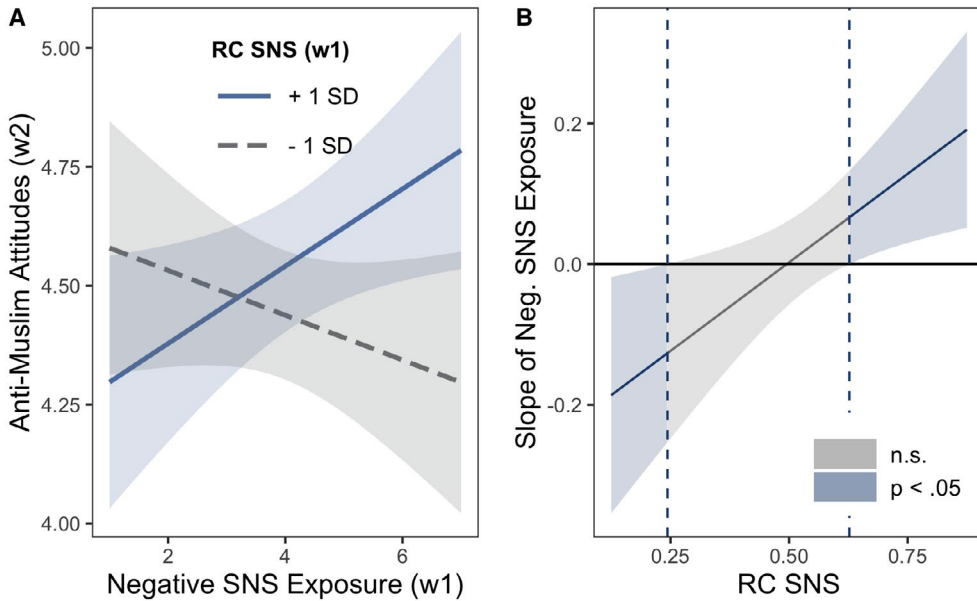 A
RC SNS (w1)
+ 1 SD
- 1 SD
Anti-Muslim Attitudes (w2)
5.00
4.75
4.50
4.25
4.00
2
4
6
Negative SNS Exposure (w1)
B
Slope of Neg. SNS Exposure
0.2
0.0
-0.2
n.s.
p < .05
0.25
0.50
0.75
RC SNS